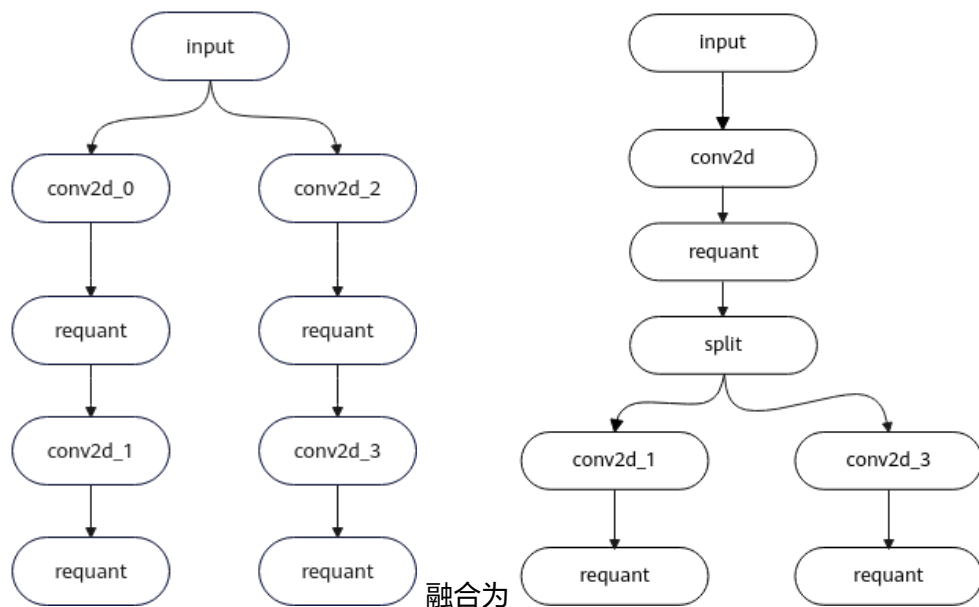 input
conv2d_0
conv2d_2
requant
requant
conv2d_1
conv2d_3
requant
requant
融合为
input
conv2d
requant
split
conv2d_1
conv2d_3
requant
requant